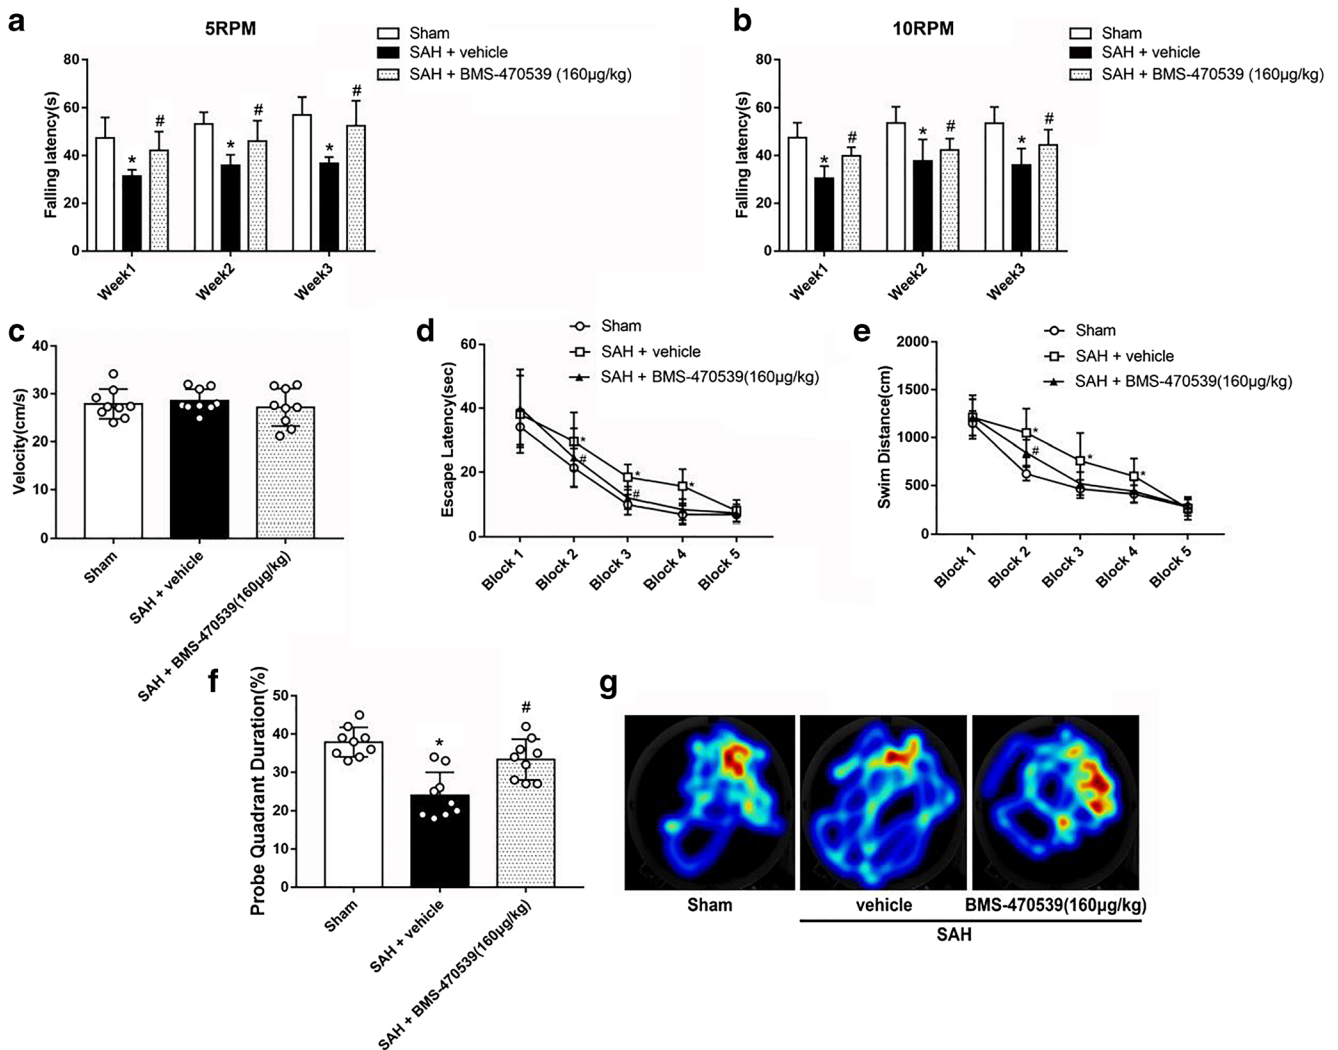 a
5RPM
Sham
SAH + vehicle
SAH + BMS-470539 (160µg/kg)
Falling latency(s)
80
60
40
20
0
* # * # * #
Week1 Week2 Week3
b
10RPM
Sham
SAH + vehicle
SAH + BMS-470539 (160µg/kg)
Falling latency(s)
80
60
40
20
0
* # * # * #
Week1 Week2 Week3
c
Velocity(cm/s)
40
30
20
10
0
Sham
SAH + vehicle
SAH + BMS-470539(160µg/kg)
d
Sham
SAH + vehicle
SAH + BMS-470539(160µg/kg)
Escape Latency(sec)
60
40
20
0
* # * # *
Block 1 Block 2 Block 3 Block 4 Block 5
e
Sham
SAH + vehicle
SAH + BMS-470539(160µg/kg)
Swim Distance(cm)
2000
1500
1000
500
0
* # * *
Block 1 Block 2 Block 3 Block 4 Block 5
f
Probe Quadrant Duration(%)
50
40
30
20
10
0
* #
Sham
SAH + vehicle
SAH + BMS-470539(160µg/kg)
g
Sham vehicle BMS-470539(160µg/kg)
SAH